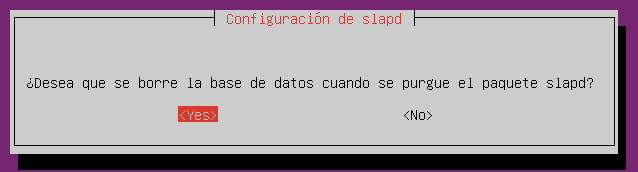 Configuración de slapd
¿Desea que se borre la base de datos cuando se purgue el paquete slapd?
<Yes> <No>